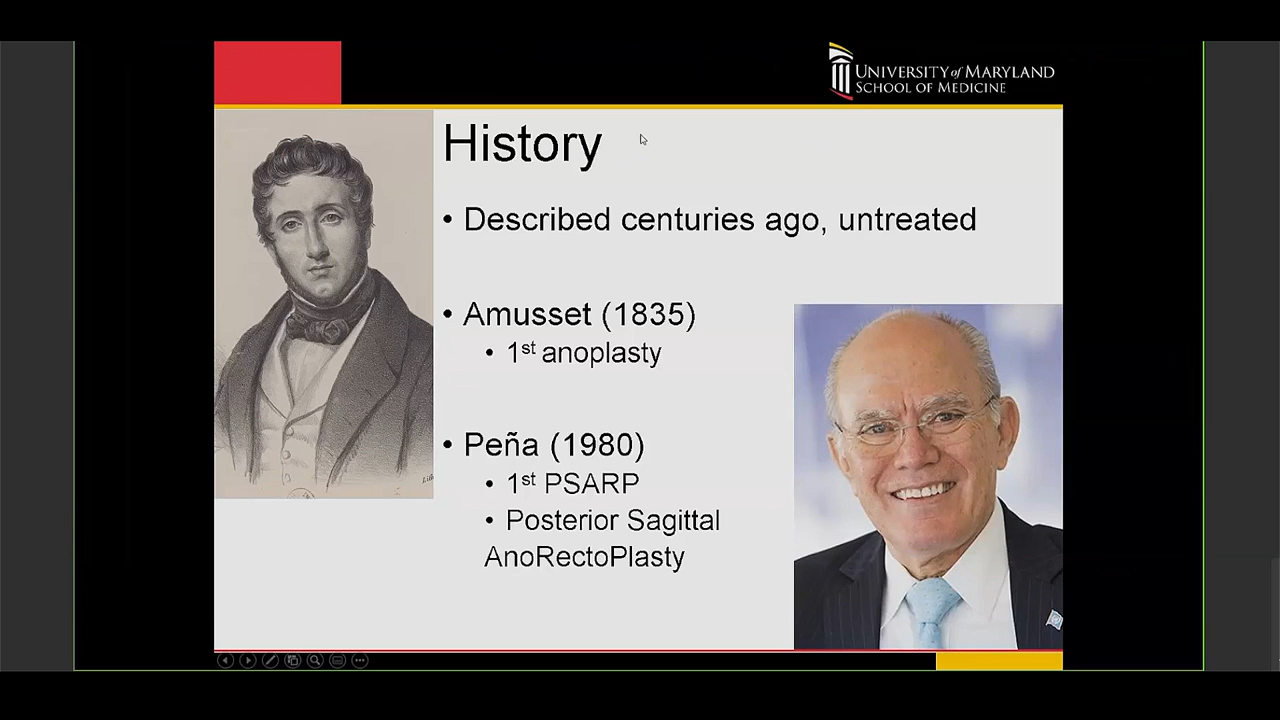 UNIVERSITY of MARYLAND
SCHOOL OF MEDICINE
History
• Described centuries ago, untreated
• Amusset (1835)
• 1st anoplasty
• Peña (1980)
• 1st PSARP
• Posterior Sagittal
AnoRectoPlasty